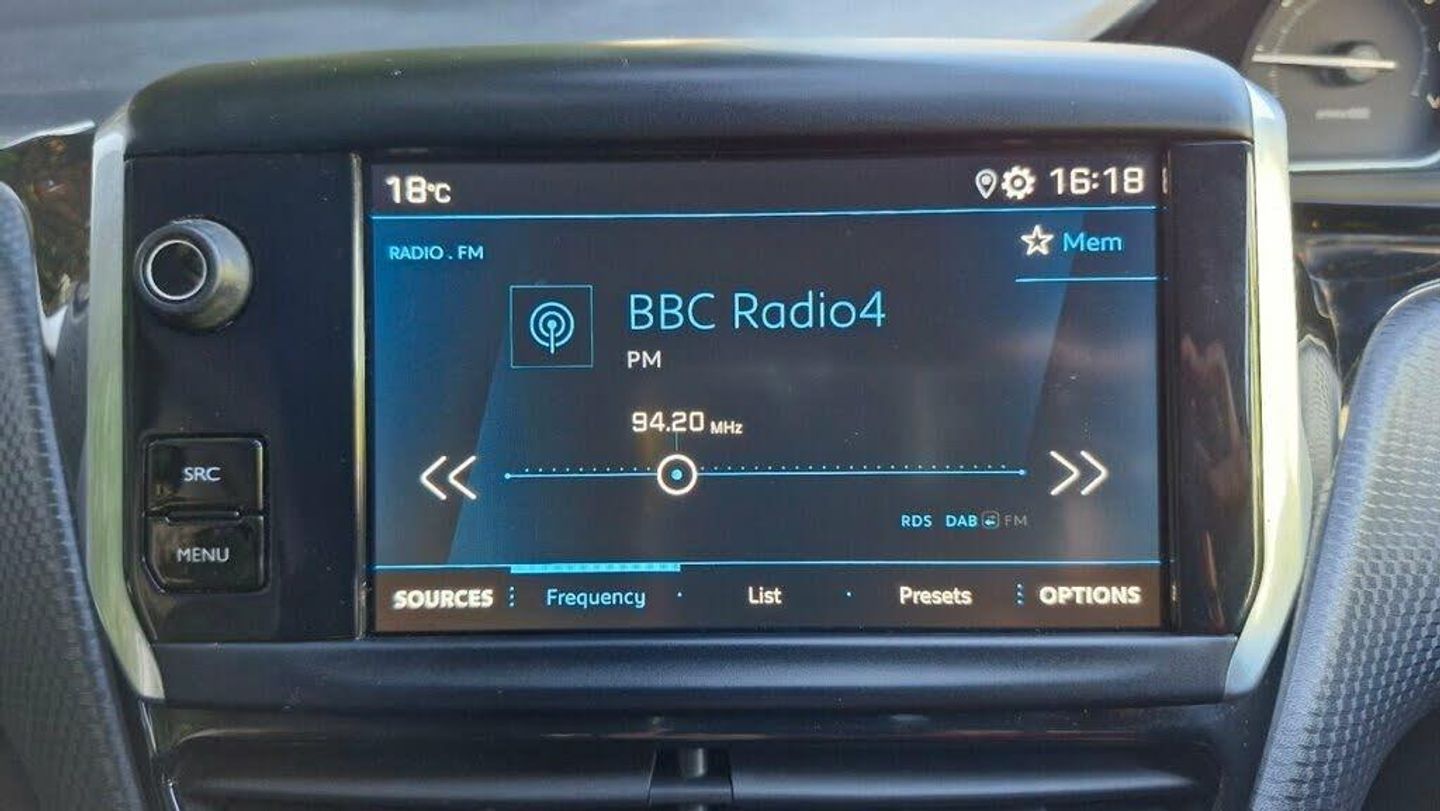 18°C 16:18
RADIO . FM
Mem
BBC Radio4
PM
94.20 MHz
SRC
MENU
RDS DAB FM
SOURCES Frequency List Presets OPTIONS